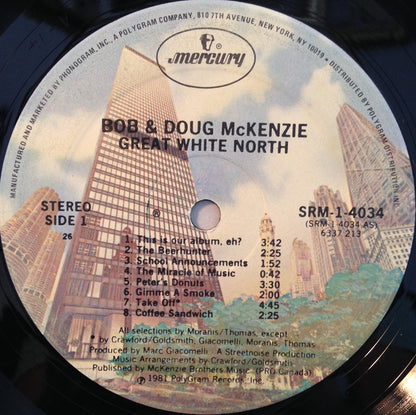 MANUFACTURED AND MARKETED BY PHONOGRAM, INC., A POLYGRAM COMPANY, 810 7TH AVENUE, NEW YORK, NY 10019 • DISTRIBUTED BY POLYGRAM DISTRIBUTION, INC.
mercury
BOB & DOUG McKENZIE
GREAT WHITE NORTH
STEREO
SIDE 1
26
®
SRM-1-4034
(SRM-1-4034 AS)
6337 213
1. This is our album, eh? 3:42
2. The Beerhunter 2:25
3. School Announcements 1:52
4. The Miracle of Music 0:42
5. Peter's Donuts 3:30
6. Gimme A Smoke 2:00
7. Take Off* 4:45
8. Coffee Sandwich 2:25
All selections by Moranis/Thomas, except
* by Crawford/Goldsmith, Giacomelli, Moranis, Thomas
Produced by Marc Giacomelli. A Streetnoise Production
Music Arrangements by Crawford/Goldsmith
Published by McKenzie Brothers Music (PRO-Canada)
℗ 1981 PolyGram Records, Inc.